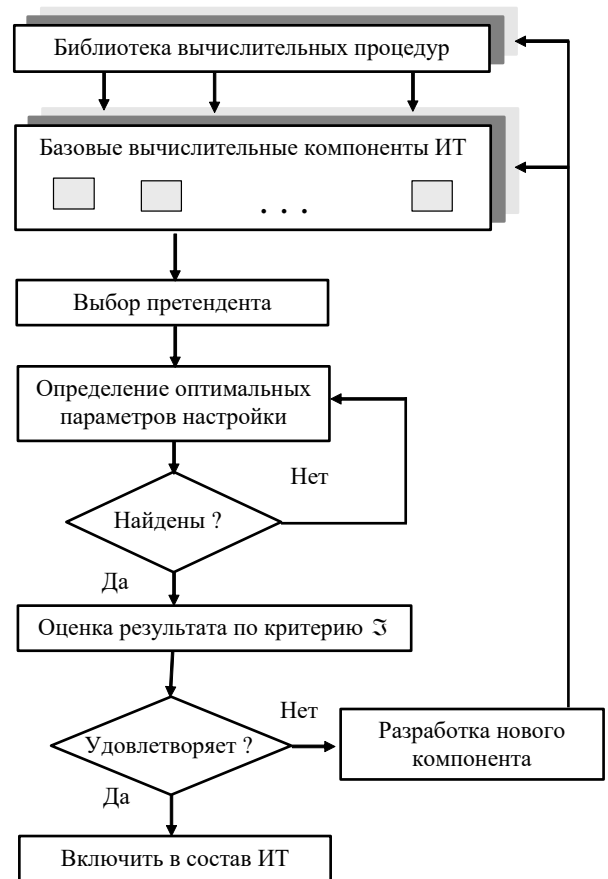 Библиотека вычислительных процедур
Базовые вычислительные компоненты ИТ
. . .
Выбор претендента
Определение оптимальных
параметров настройки
Нет
Найдены ?
Да
Оценка результата по критерию ℑ
Нет
Удовлетворяет ?
Разработка нового
компонента
Да
Включить в состав ИТ